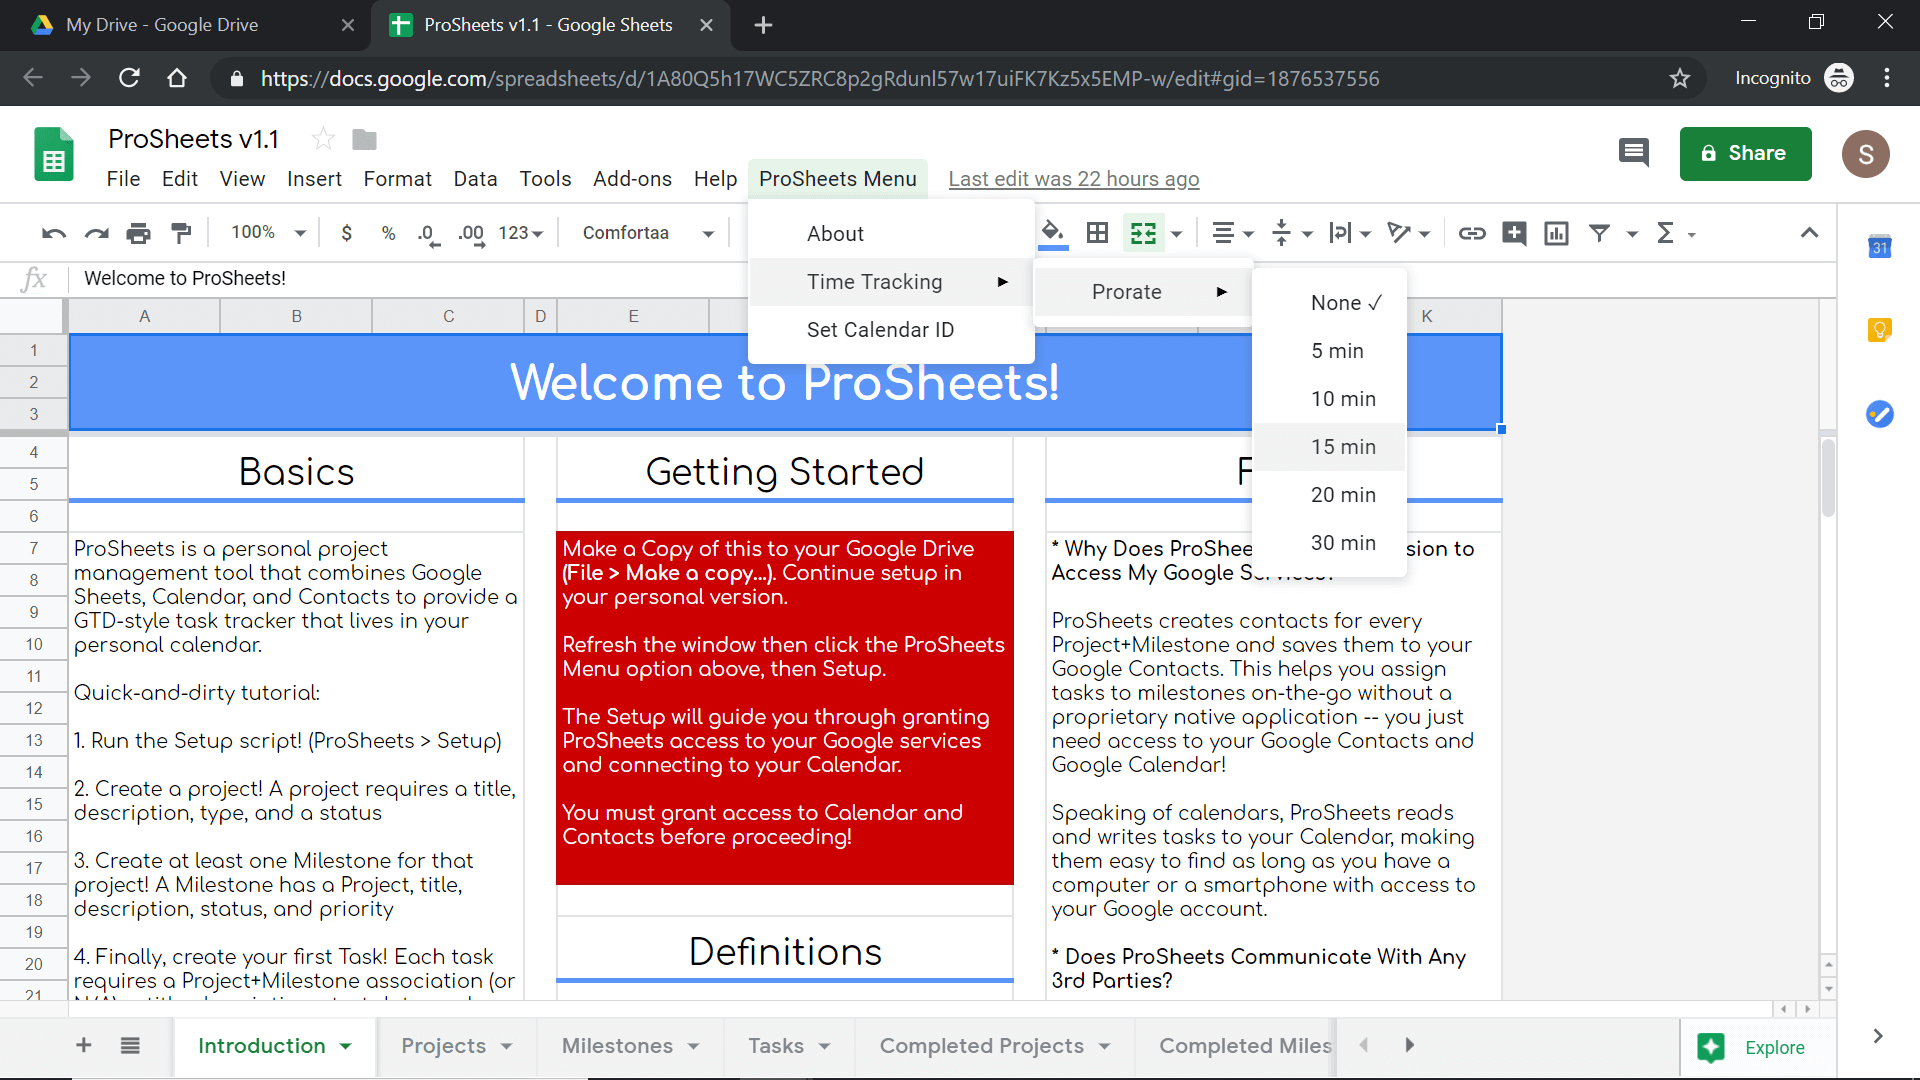 My Drive - Google Drive
ProSheets v1.1 - Google Sheets
https://docs.google.com/spreadsheets/d/1A80Q5h17WC5ZRC8p2gRdunl57w17uiFK7Kz5x5EMP-w/edit#gid=1876537556
Incognito
ProSheets v1.1
File Edit View Insert Format Data Tools Add-ons Help ProSheets Menu Last edit was 22 hours ago
Share
S
100% $ % .0 .00 123 Comfortaa
31
About
Time Tracking
Set Calendar ID
Prorate
None ✓
5 min
10 min
15 min
20 min
30 min
fx Welcome to ProSheets!
A B C D E K
1
2
3
4
5
6
7
8
9
10
11
12
13
14
15
16
17
18
19
20
21
Welcome to ProSheets!
Basics
ProSheets is a personal project
management tool that combines Google
Sheets, Calendar, and Contacts to provide a
GTD-style task tracker that lives in your
personal calendar.
Quick-and-dirty tutorial:
1. Run the Setup script! (ProSheets > Setup)
2. Create a project! A project requires a title,
description, type, and a status
3. Create at least one Milestone for that
project! A Milestone has a Project, title,
description, status, and priority
4. Finally, create your first Task! Each task
requires a Project+Milestone association (or
Getting Started
Make a Copy of this to your Google Drive
(File > Make a copy...). Continue setup in
your personal version.
Refresh the window then click the ProSheets
Menu option above, then Setup.
The Setup will guide you through granting
ProSheets access to your Google services
and connecting to your Calendar.
You must grant access to Calendar and
Contacts before proceeding!
Definitions
F
* Why Does ProShee sion to
Access My Google
ProSheets creates contacts for every
Project+Milestone and saves them to your
Google Contacts. This helps you assign
tasks to milestones on-the-go without a
proprietary native application -- you just
need access to your Google Contacts and
Google Calendar!
Speaking of calendars, ProSheets reads
and writes tasks to your Calendar, making
them easy to find as long as you have a
computer or a smartphone with access to
your Google account.
* Does ProSheets Communicate With Any
3rd Parties?
Introduction Projects Milestones Tasks Completed Projects Completed Miles
Explore